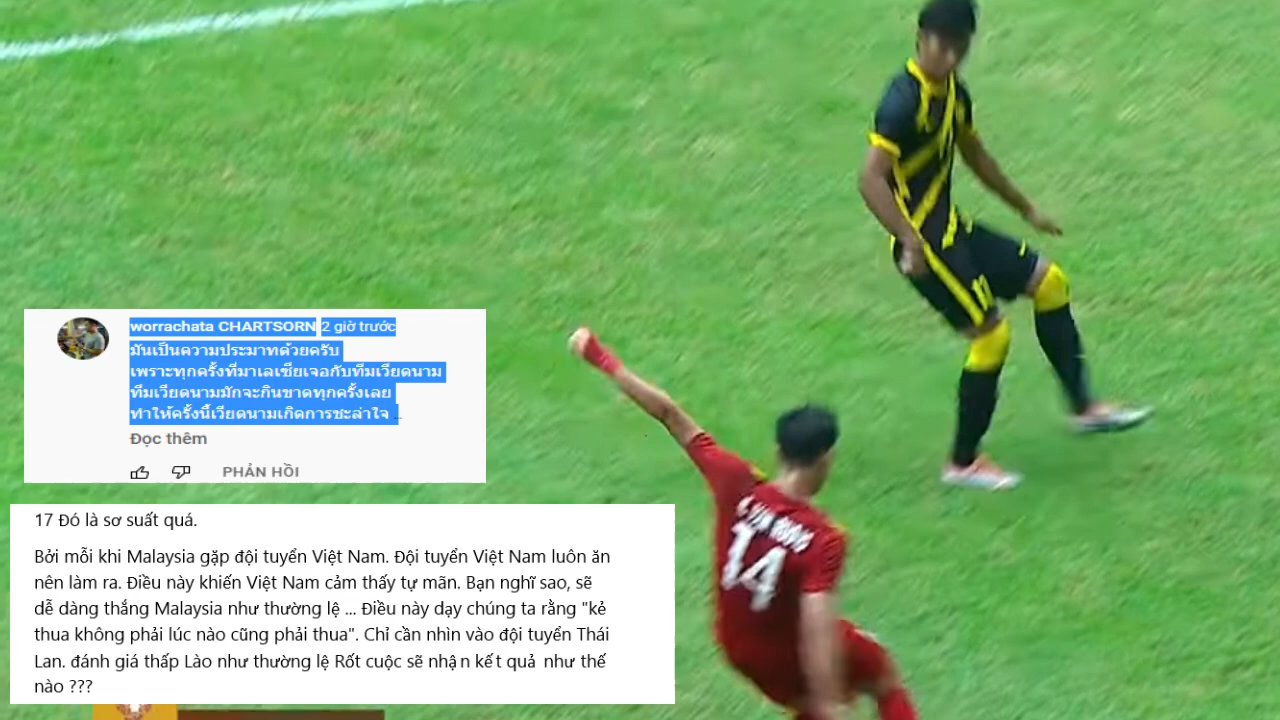 worrachata CHARTSORN 2 giờ trước
มันเป็นความประมาทด้วยครับ
เพราะทุกครั้งที่มาเลเซียเจอกับทีมเวียดนาม
ทีมเวียดนามมักจะกินขาดทุกครั้งเลย
ทำให้ครั้งนี้เวียดนามเกิดการชะล่าใจ ...
Đọc thêm
PHẢN HỒI
17 Đó là sơ suất quá.
Bởi mỗi khi Malaysia gặp đội tuyển Việt Nam. Đội tuyển Việt Nam luôn ăn
nên làm ra. Điều này khiến Việt Nam cảm thấy tự mãn. Bạn nghĩ sao, sẽ
dễ dàng thắng Malaysia như thường lệ ... Điều này dạy chúng ta rằng "kẻ
thua không phải lúc nào cũng phải thua". Chỉ cần nhìn vào đội tuyển Thái
Lan. đánh giá thấp Lào như thường lệ Rốt cuộc sẽ nhận kết quả như thế
nào ???
14